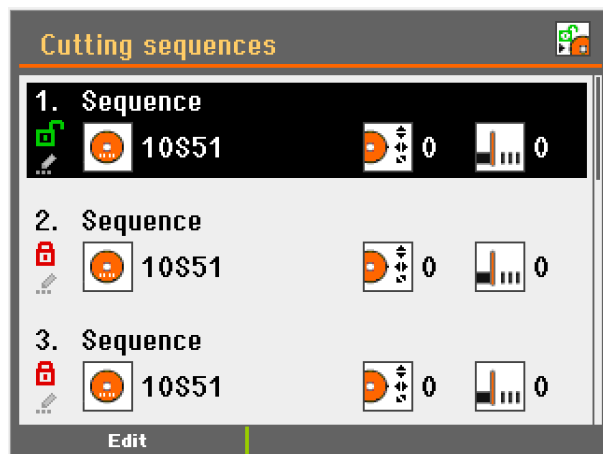 Cutting sequences
1. Sequence
10S51 0 0
2. Sequence
10S51 0 0
3. Sequence
10S51 0 0
Edit